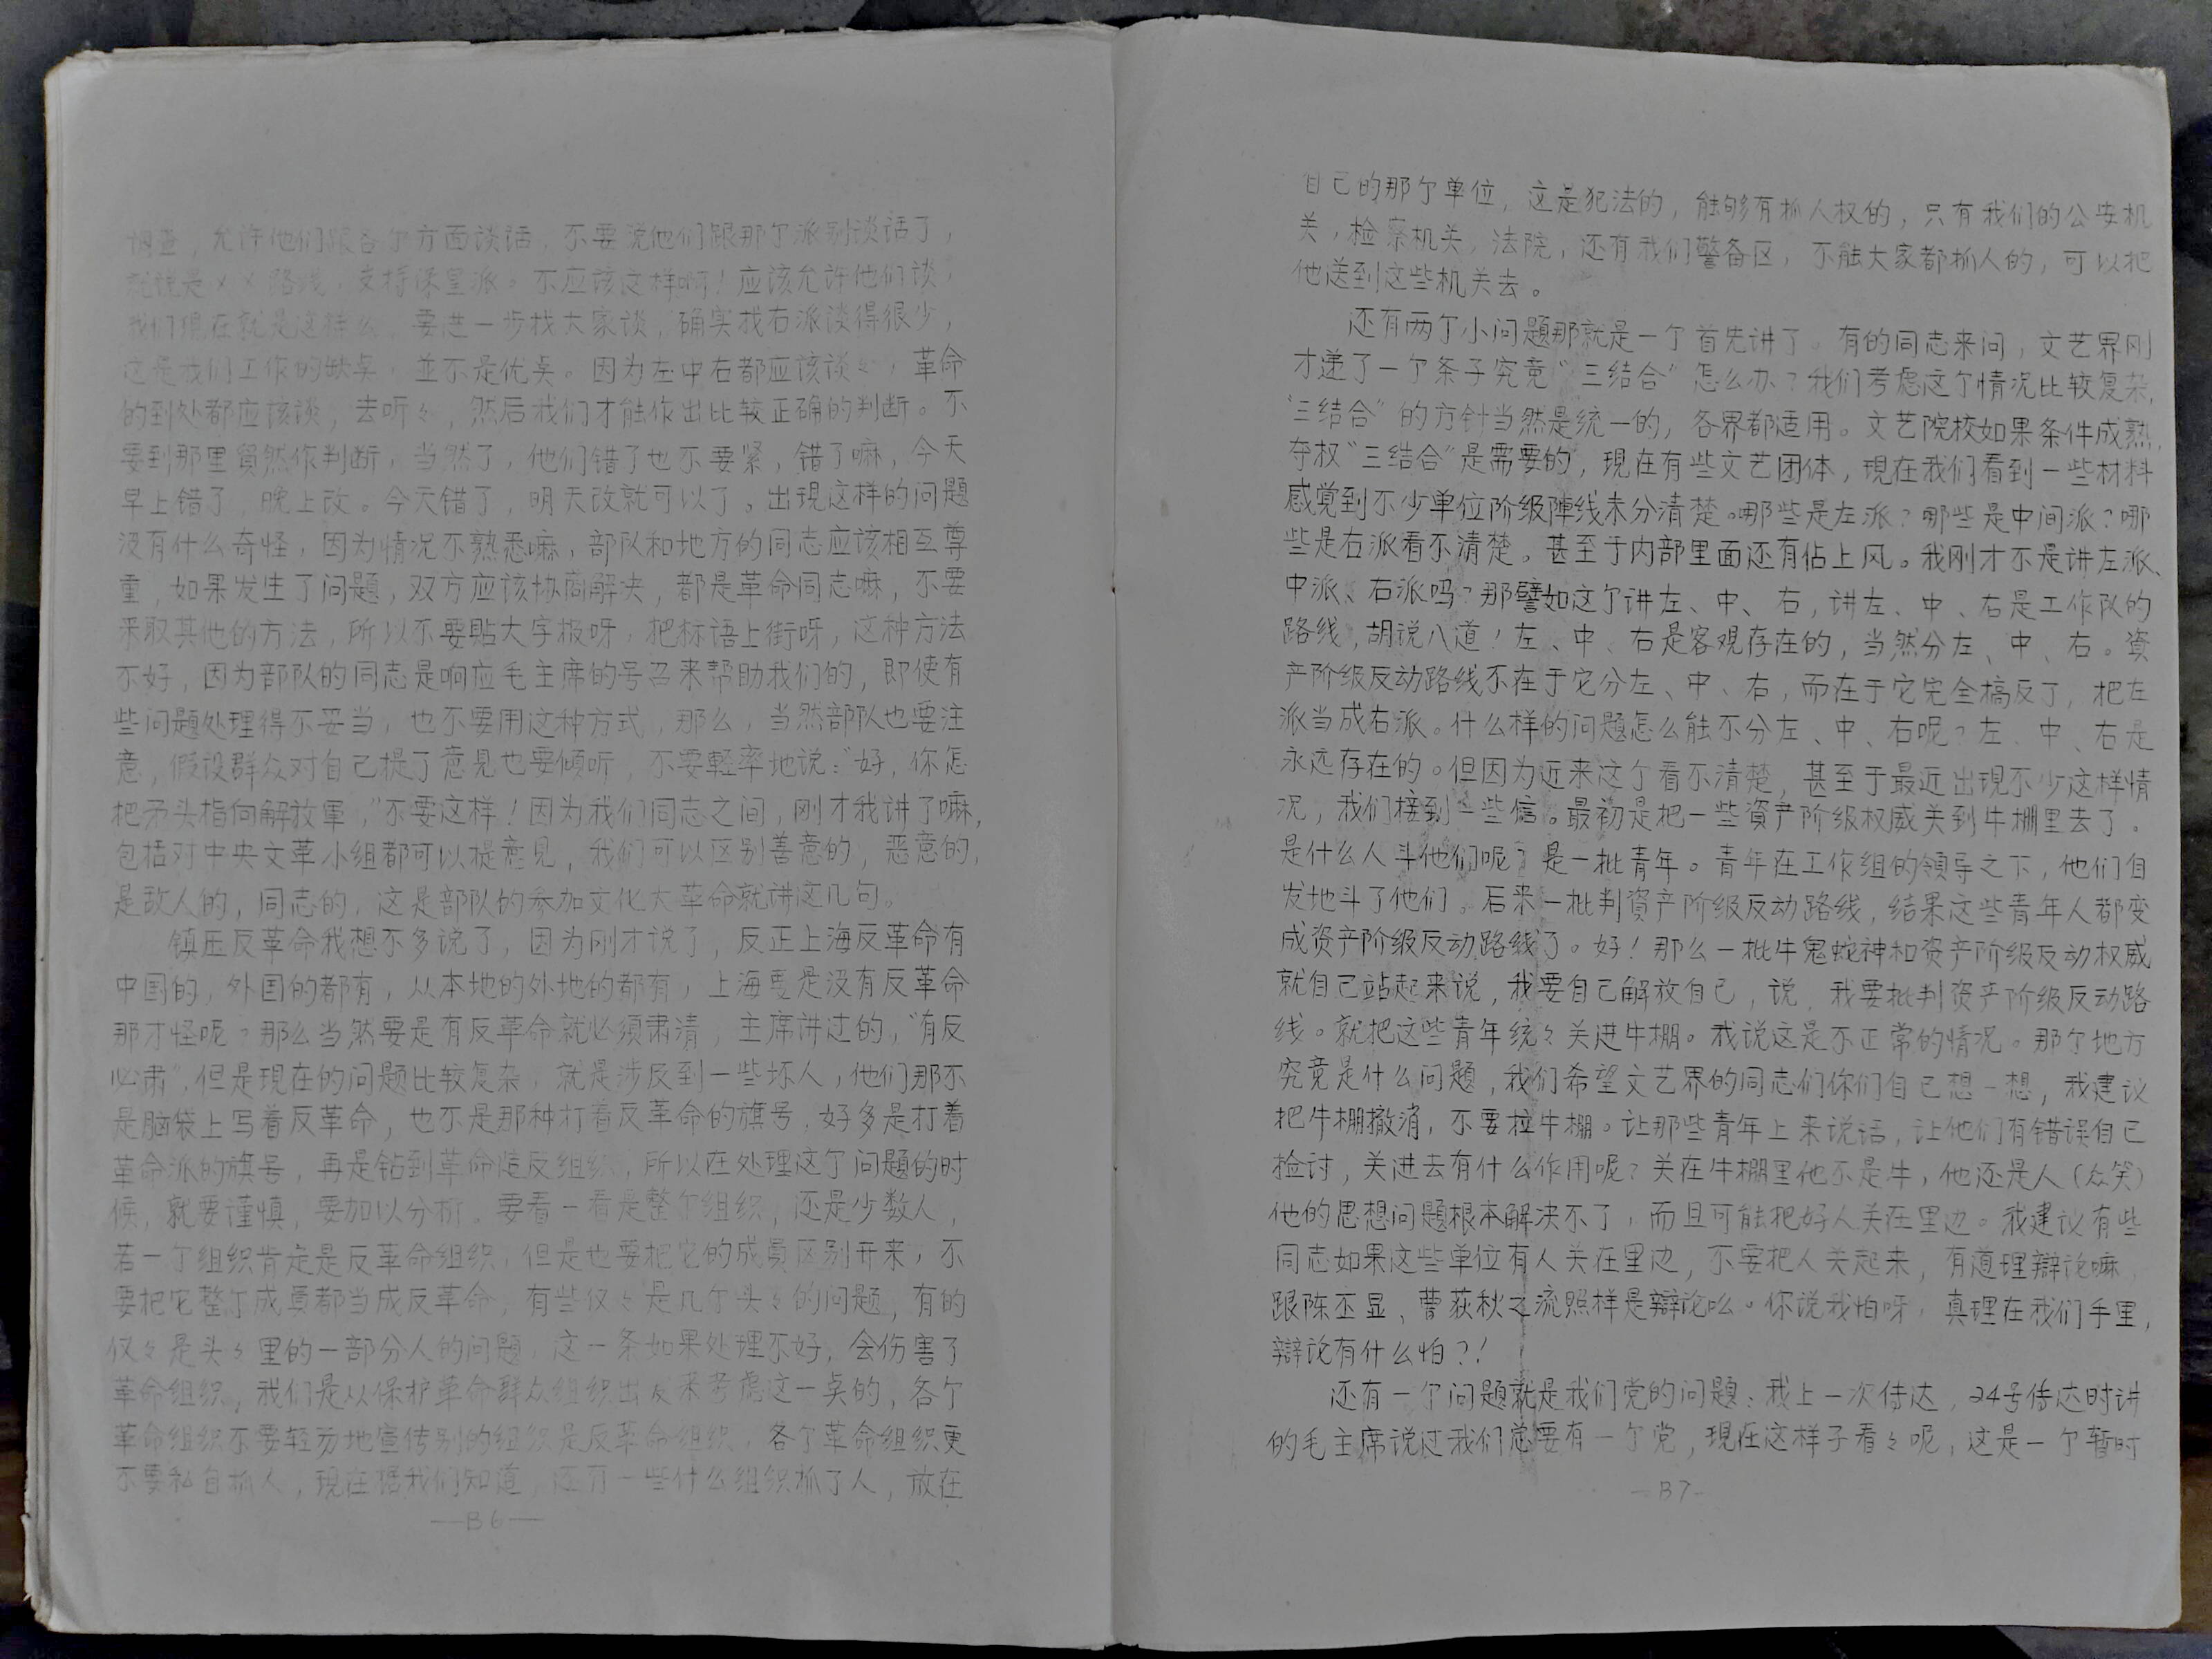 调查，允许他们跟各个方面谈话，不要说他们跟那个派别谈话了，
就说是××路线，支持保皇派。不应该这样啊！应该允许他们谈，
我们现在就是这样么，要进一步找大家谈，确实找右派谈得很少，
这是我们工作的缺奌，並不是优奌。因为左中右都应该谈々，革命
的到处都应该谈，去听々，然后我们才能作出比较正确的判断。不
要到那里贸然作判断，当然了，他们错了也不要紧，错了嘛，今天
早上错了，晚上改。今天错了，明天改就可以了。出现这样的问题
没有什么奇怪，因为情况不熟悉嘛，部队和地方的同志应该相互尊
重，如果发生了问题，双方应该协商解决，都是革命同志嘛，不要
采取其他的方法，所以不要贴大字报呀，把标语上街呀，这种方法
不好，因为部队的同志是响应毛主席的号召来帮助我们的，即使有
些问题处理得不妥当，也不要用这种方式，那么，当然部队也要注
意，假设群众对自己提了意见也要倾听，不要輕率地说：“好，你怎
把矛头指向解放軍，”不要这样！因为我们同志之间，刚才我讲了嘛，
包括对中央文革小组都可以提意见，我们可以区别善意的，恶意的，
是敌人的，同志的，这是部队的参加文化大革命就讲这几句。
镇压反革命我想不多说了，因为刚才说了，反正上海反革命有
中国的，外国的都有，从本地的外地的都有，上海要是没有反革命
那才怪呢？那么当然要是有反革命就必须肃清，主席讲过的，“有反
必肃”，但是現在的问题比较复杂，就是涉及到一些坏人，他们那不
是脑袋上写着反革命，也不是那种打着反革命的旗号，好多是打着
革命派的旗号，再是钻到革命造反组织，所以在处理这个问题的时
候，就要谨慎，要加以分析，要看一看是整个组织，还是少数人，
若一个组织肯定是反革命组织，但是也要把它的成員区别开来，不
要把它整个成員都当成反革命，有些仅々是几个头々的问题，有的
仅々是头々里的一部分人的问题，这一条如果处理不好，会伤害了
革命组织，我们是从保护革命群众组织出发来考虑这一奌的，各个
革命组织不要轻易地宣传别的组织是反革命组织，各个革命组织更
不要私自抓人，现在据我们知道，还有一些什么组织抓了人，放在
—B6—
自己的那个单位，这是犯法的，能够有抓人权的，只有我们的公安机
关，检察机关，法院，还有我们警备区，不能大家都抓人的，可以把
他送到这些机关去。
还有两个小问题那就是一个首先讲了。有的同志来问，文艺界刚
才递了一个条子究竟“三结合”怎么办？我们考虑这个情况比较复杂，
“三结合”的方针当然是统一的，各界都适用。文艺院校如果条件成熟，
夺权“三结合”是需要的，現在有些文艺团体，現在我们看到一些材料
感觉到不少单位阶级陣线未分清楚。哪些是左派？哪些是中间派？哪
些是右派看不清楚。甚至于内部里面还有佔上风。我刚才不是讲左派、
中派、右派吗？那譬如这个讲左、中、右，讲左、中、右是工作队的
路线，胡说八道！左、中、右是客观存在的，当然分左、中、右。資
产阶级反动路线不在于它分左、中、右，而在于它完全搞反了，把左
派当成右派。什么样的问题怎么能不分左、中、右呢？左、中、右是
永远存在的。但因为近来这个看不清楚，甚至于最近出現不少这样情
况，我们接到一些信。最初是把一些資产阶级权威关到牛棚里去了。
是什么人斗他们呢？是一批青年。青年在工作组的領导之下，他们自
发地斗了他们。后来一批判資产阶级反动路线，结果这些青年人都变
成资产阶级反动路线了。好！那么一批牛鬼蛇神和资产阶级反动权威
就自己站起来说，我要自己解放自己，说，我要批判资产阶级反动路
线。就把这些青年统々关进牛棚。我说这是不正常的情况。那个地方
究竟是什么问题，我们希望文艺界的同志们你们自己想一想，我建议
把牛棚撤消，不要拉牛棚。让那些青年上来说话，让他们有错误自己
捡讨，关进去有什么作用呢？关在牛棚里他不是牛，他还是人（众笑）
他的思想问题根本解决不了，而且可能把好人关在里边。我建议有些
同志如果这些单位有人关在里边，不要把人关起来，有道理辯论嘛，
跟陈丕显、曹荻秋之流照样是辯论么。你说我怕呀，真理在我们手里，
辯论有什么怕？！
还有一个问题就是我们党的问题：我上一次传达，24号传达时讲
的毛主席说过我们总要有一个党，現在这样子看々呢，这是一个暂时
—B7—